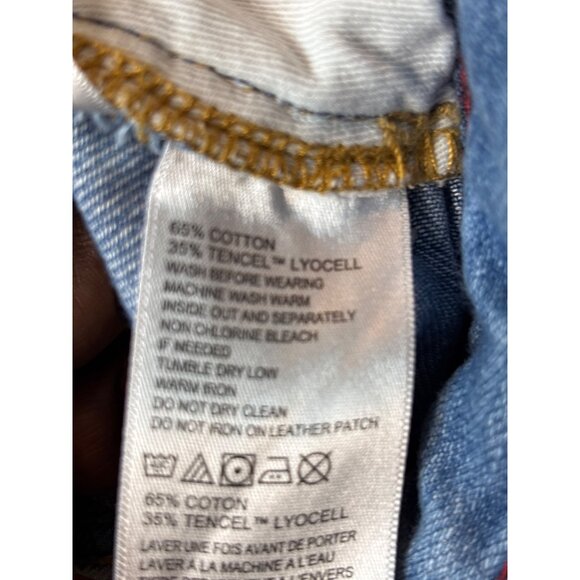 65% COTTON
35% TENCEL™ LYOCELL
WASH BEFORE WEARING
MACHINE WASH WARM
INSIDE OUT AND SEPARATELY
NON CHLORINE BLEACH
IF NEEDED
TUMBLE DRY LOW
WARM IRON
DO NOT DRY CLEAN
DO NOT IRON ON LEATHER PATCH
65% COTON
35% TENCEL™ LYOCELL
LAVER UNE FOIS AVANT DE PORTER
LAVER A LA MACHINE A L'EAU
A L'ENVERS